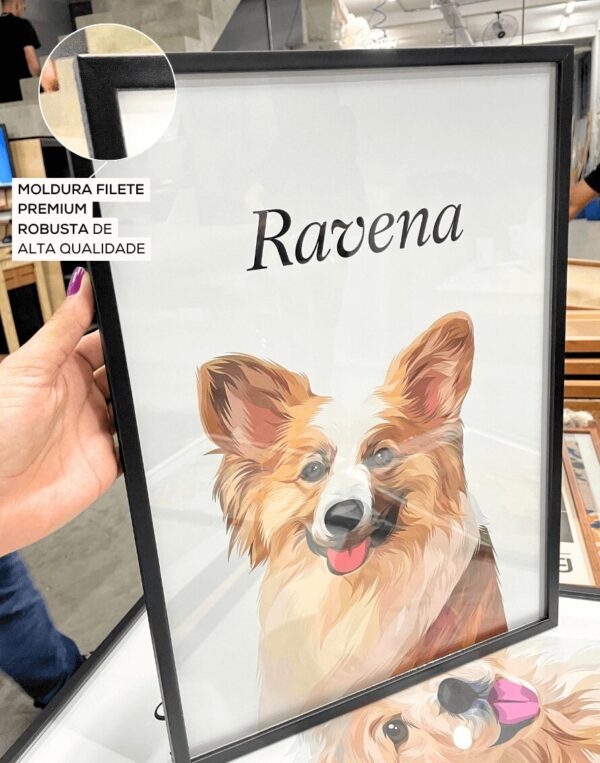 MOLDURA FILETE
PREMIUM
ROBUSTA DE
ALTA QUALIDADE
Ravena